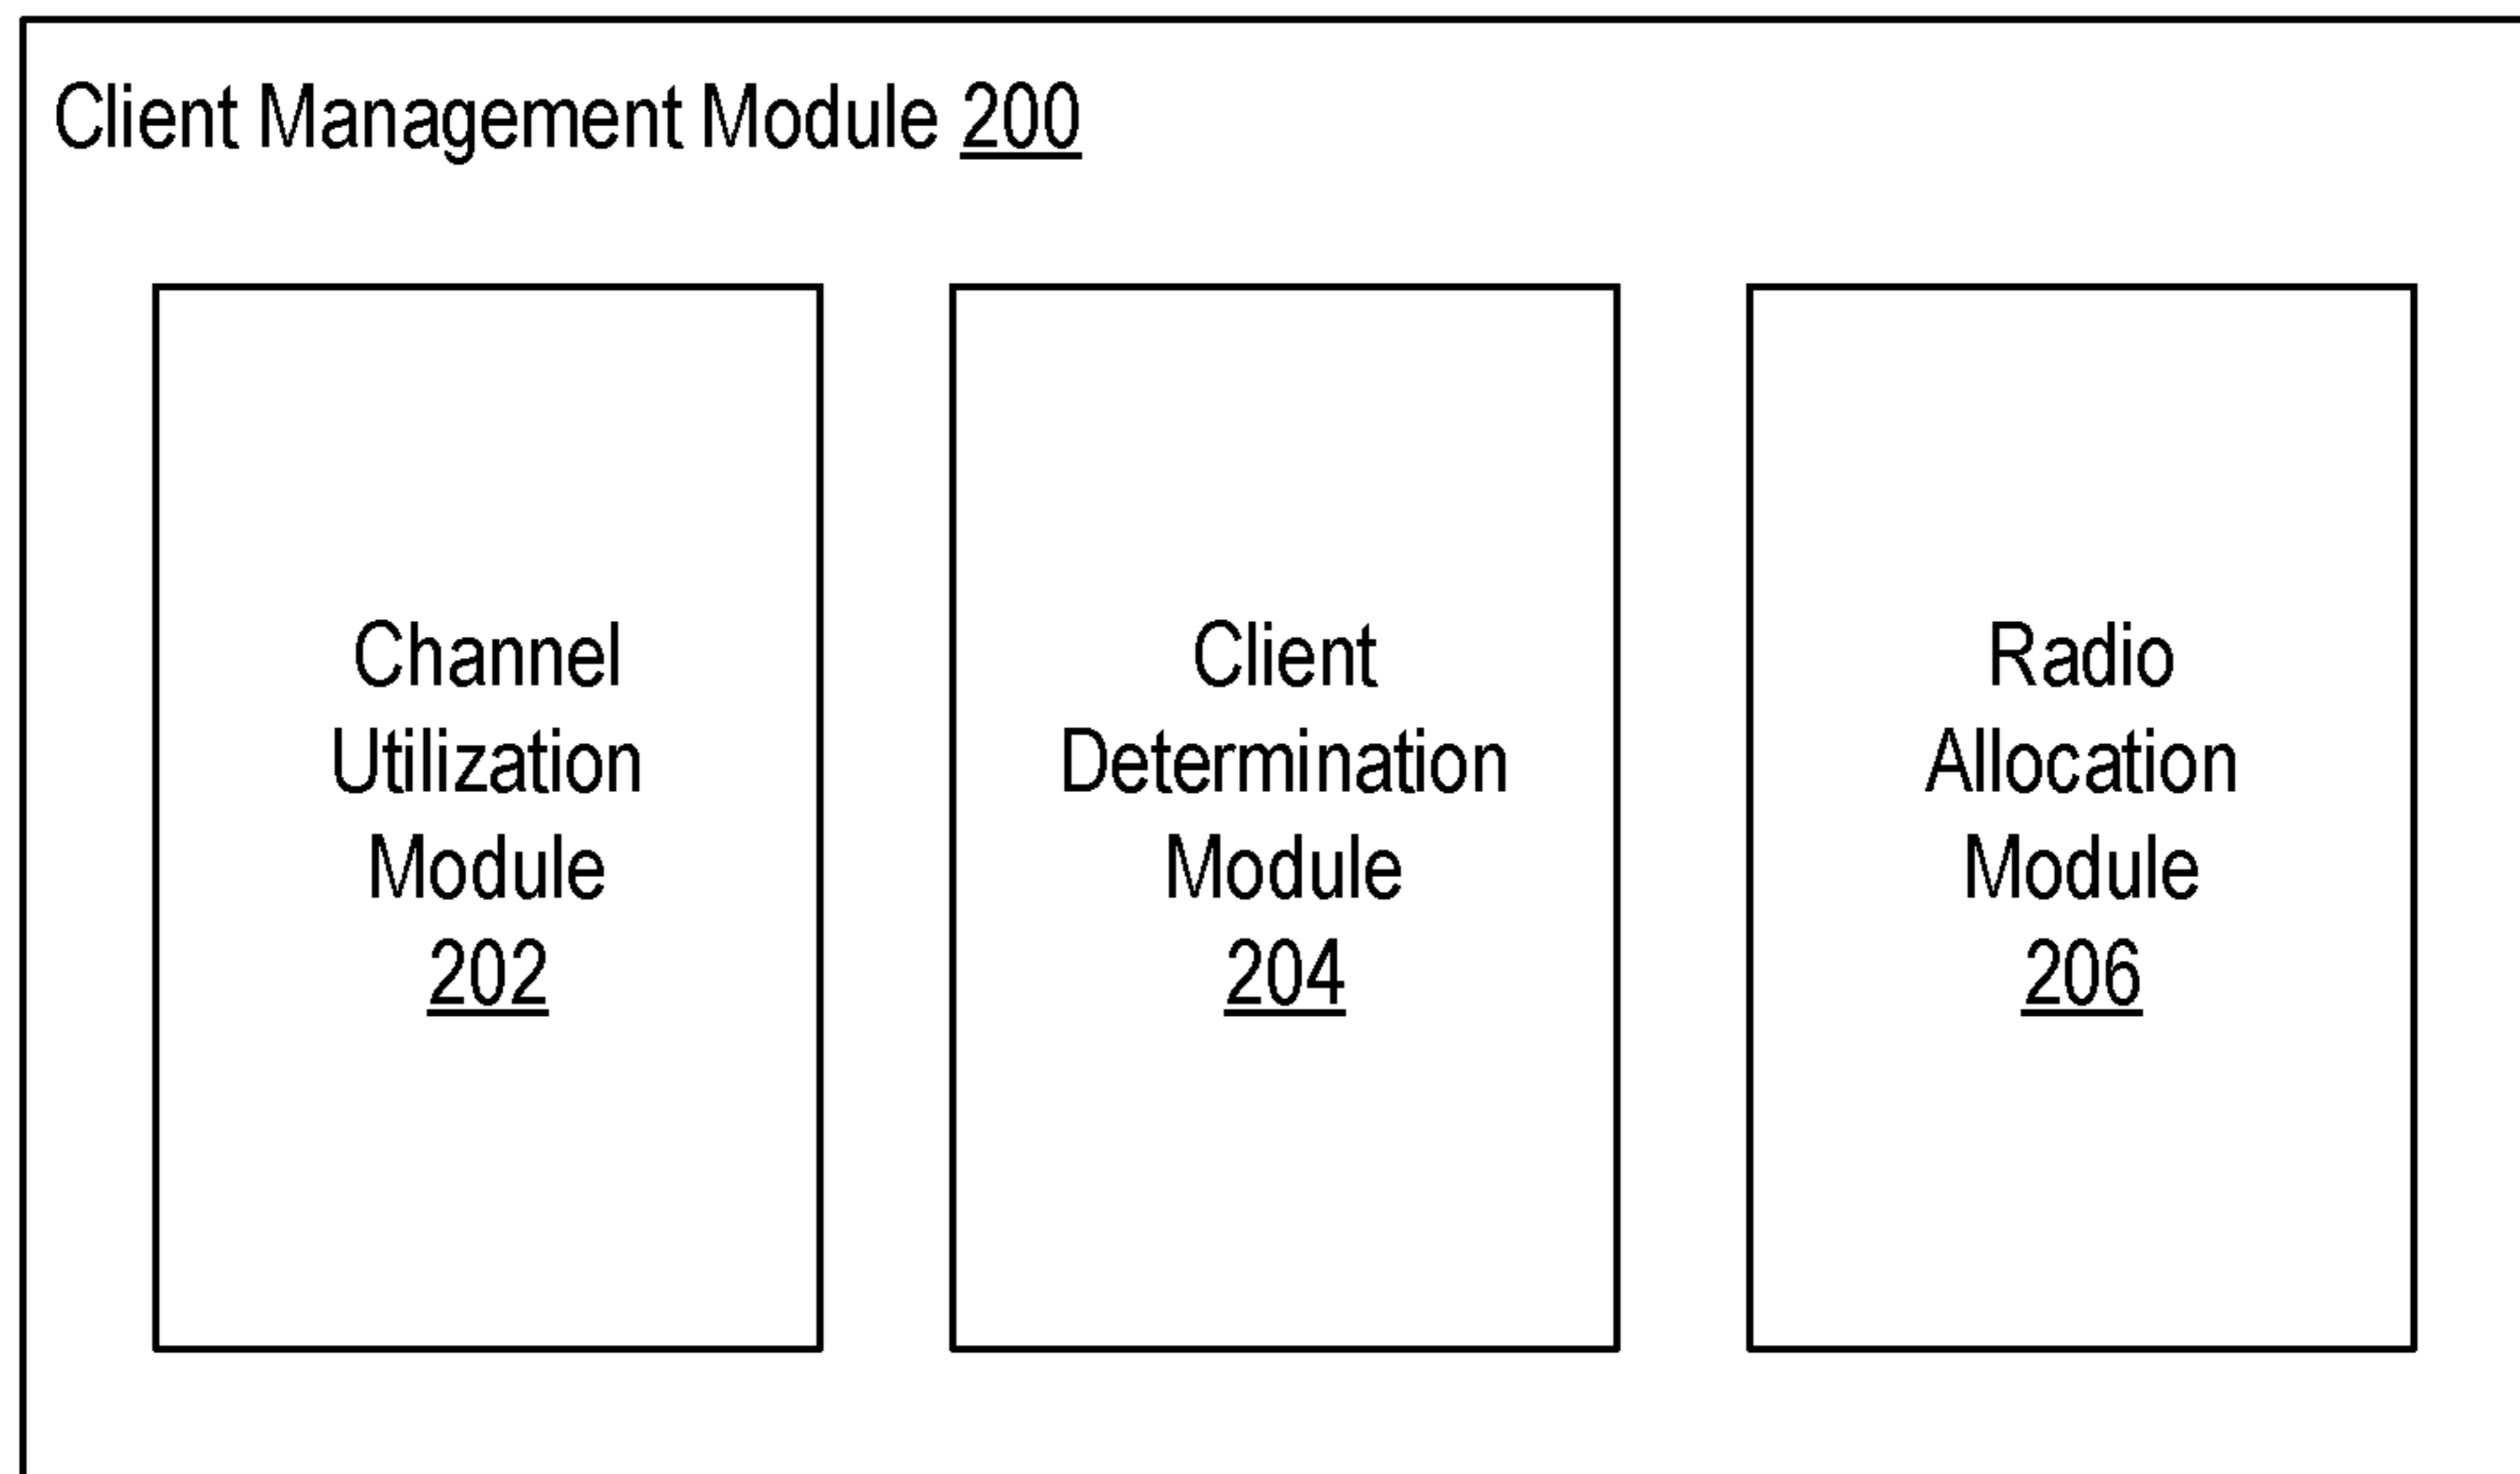 Client Management Module 200
Channel
Utilization
Module
202
Client
Determination
Module
204
Radio
Allocation
Module
206